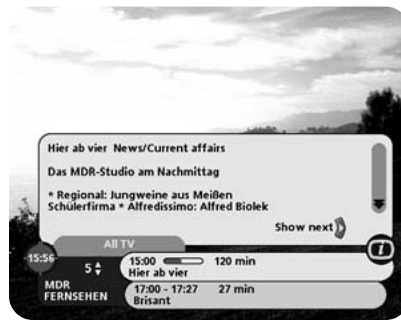 Hier ab vier News/Current affairs
Das MDR-Studio am Nachmittag
* Regional: Jungweine aus Meißen
Schülerfirma * Alfredissimo: Alfred Biolek
Show next
i
All TV
15:56
5
MDR
FERNSEHEN
15:00 120 min
Hier ab vier
17:00 - 17:27 27 min
Brisant